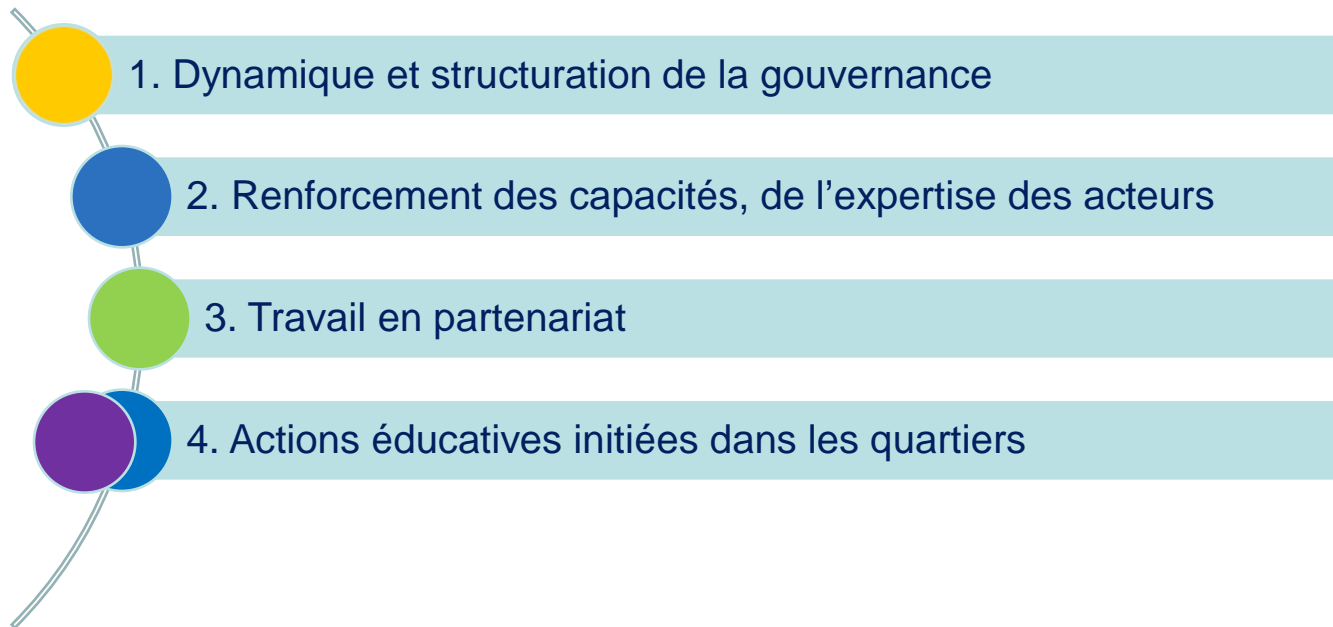 1. Dynamique et structuration de la gouvernance
2. Renforcement des capacités, de l’expertise des acteurs
3. Travail en partenariat
4. Actions éducatives initiées dans les quartiers